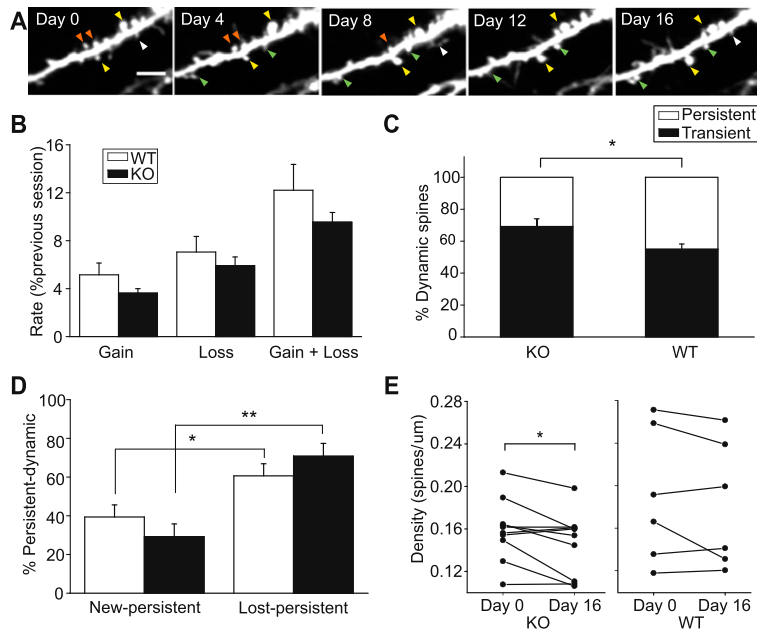 A
Day 0
Day 4
Day 8
Day 12
Day 16
B
Rate (%previous session)
16
12
8
4
0
WT
KO
Gain
Loss
Gain + Loss
C
Persistent
Transient
*
% Dynamic spines
100
80
60
40
20
0
KO
WT
D
% Persistent-dynamic
100
80
60
40
20
0
*
**
New-persistent
Lost-persistent
E
Density (spines/um)
0.28
0.24
0.20
0.16
0.12
*
Day 0
Day 16
KO
Day 0
Day 16
WT